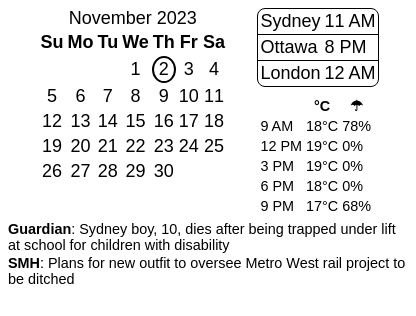 November 2023
Su Mo Tu We Th Fr Sa
1 2 3 4
5 6 7 8 9 10 11
12 13 14 15 16 17 18
19 20 21 22 23 24 25
26 27 28 29 30
Sydney 11 AM
Ottawa 8 PM
London 12 AM
°C ☂
9 AM 18°C 78%
12 PM 19°C 0%
3 PM 19°C 0%
6 PM 18°C 0%
9 PM 17°C 68%
Guardian: Sydney boy, 10, dies after being trapped under lift
at school for children with disability
SMH: Plans for new outfit to oversee Metro West rail project to
be ditched